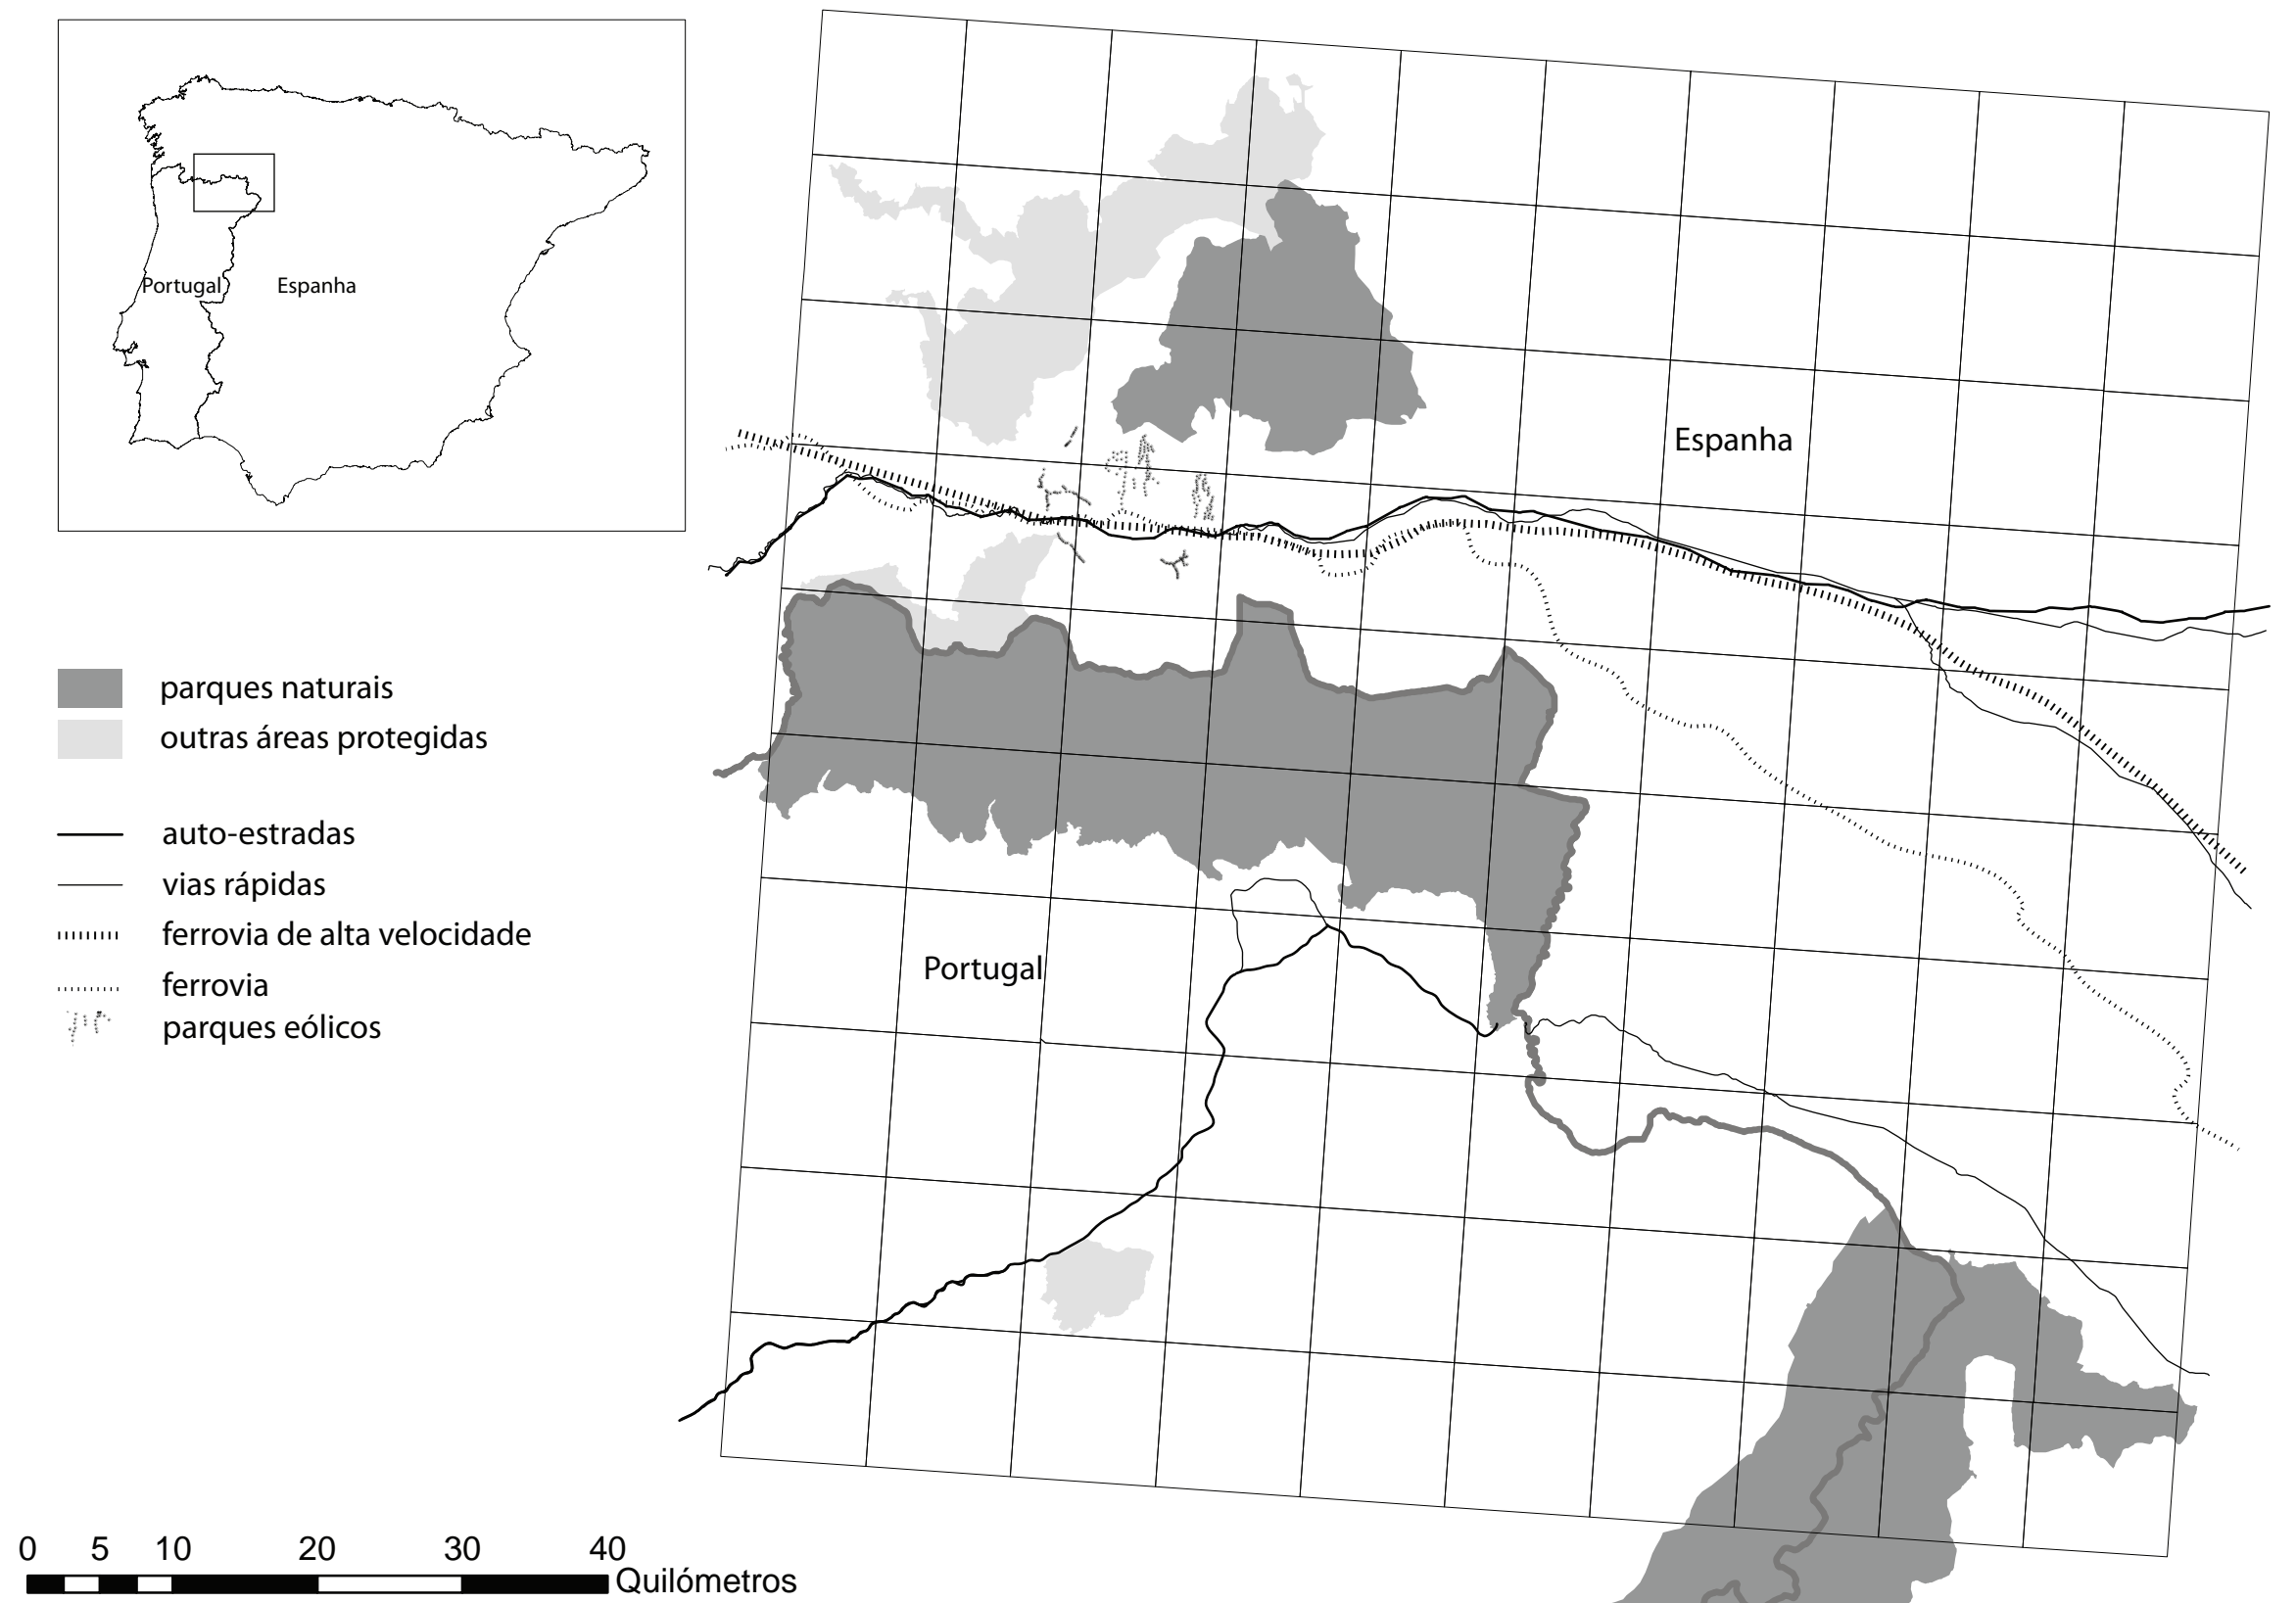 Portugal
Espanha
Espanha
Portugal
parques naturais
outras áreas protegidas
auto-estradas
vias rápidas
ferrovia de alta velocidade
ferrovia
parques eólicos
0 5 10 20 30 40
Quilómetros